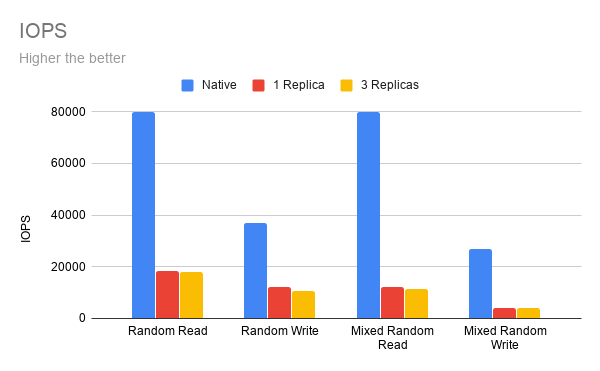 IOPS
Higher the better
Native
1 Replica
3 Replicas
80000
60000
40000
20000
0
IOPS
Random Read
Random Write
Mixed Random
Read
Mixed Random
Write